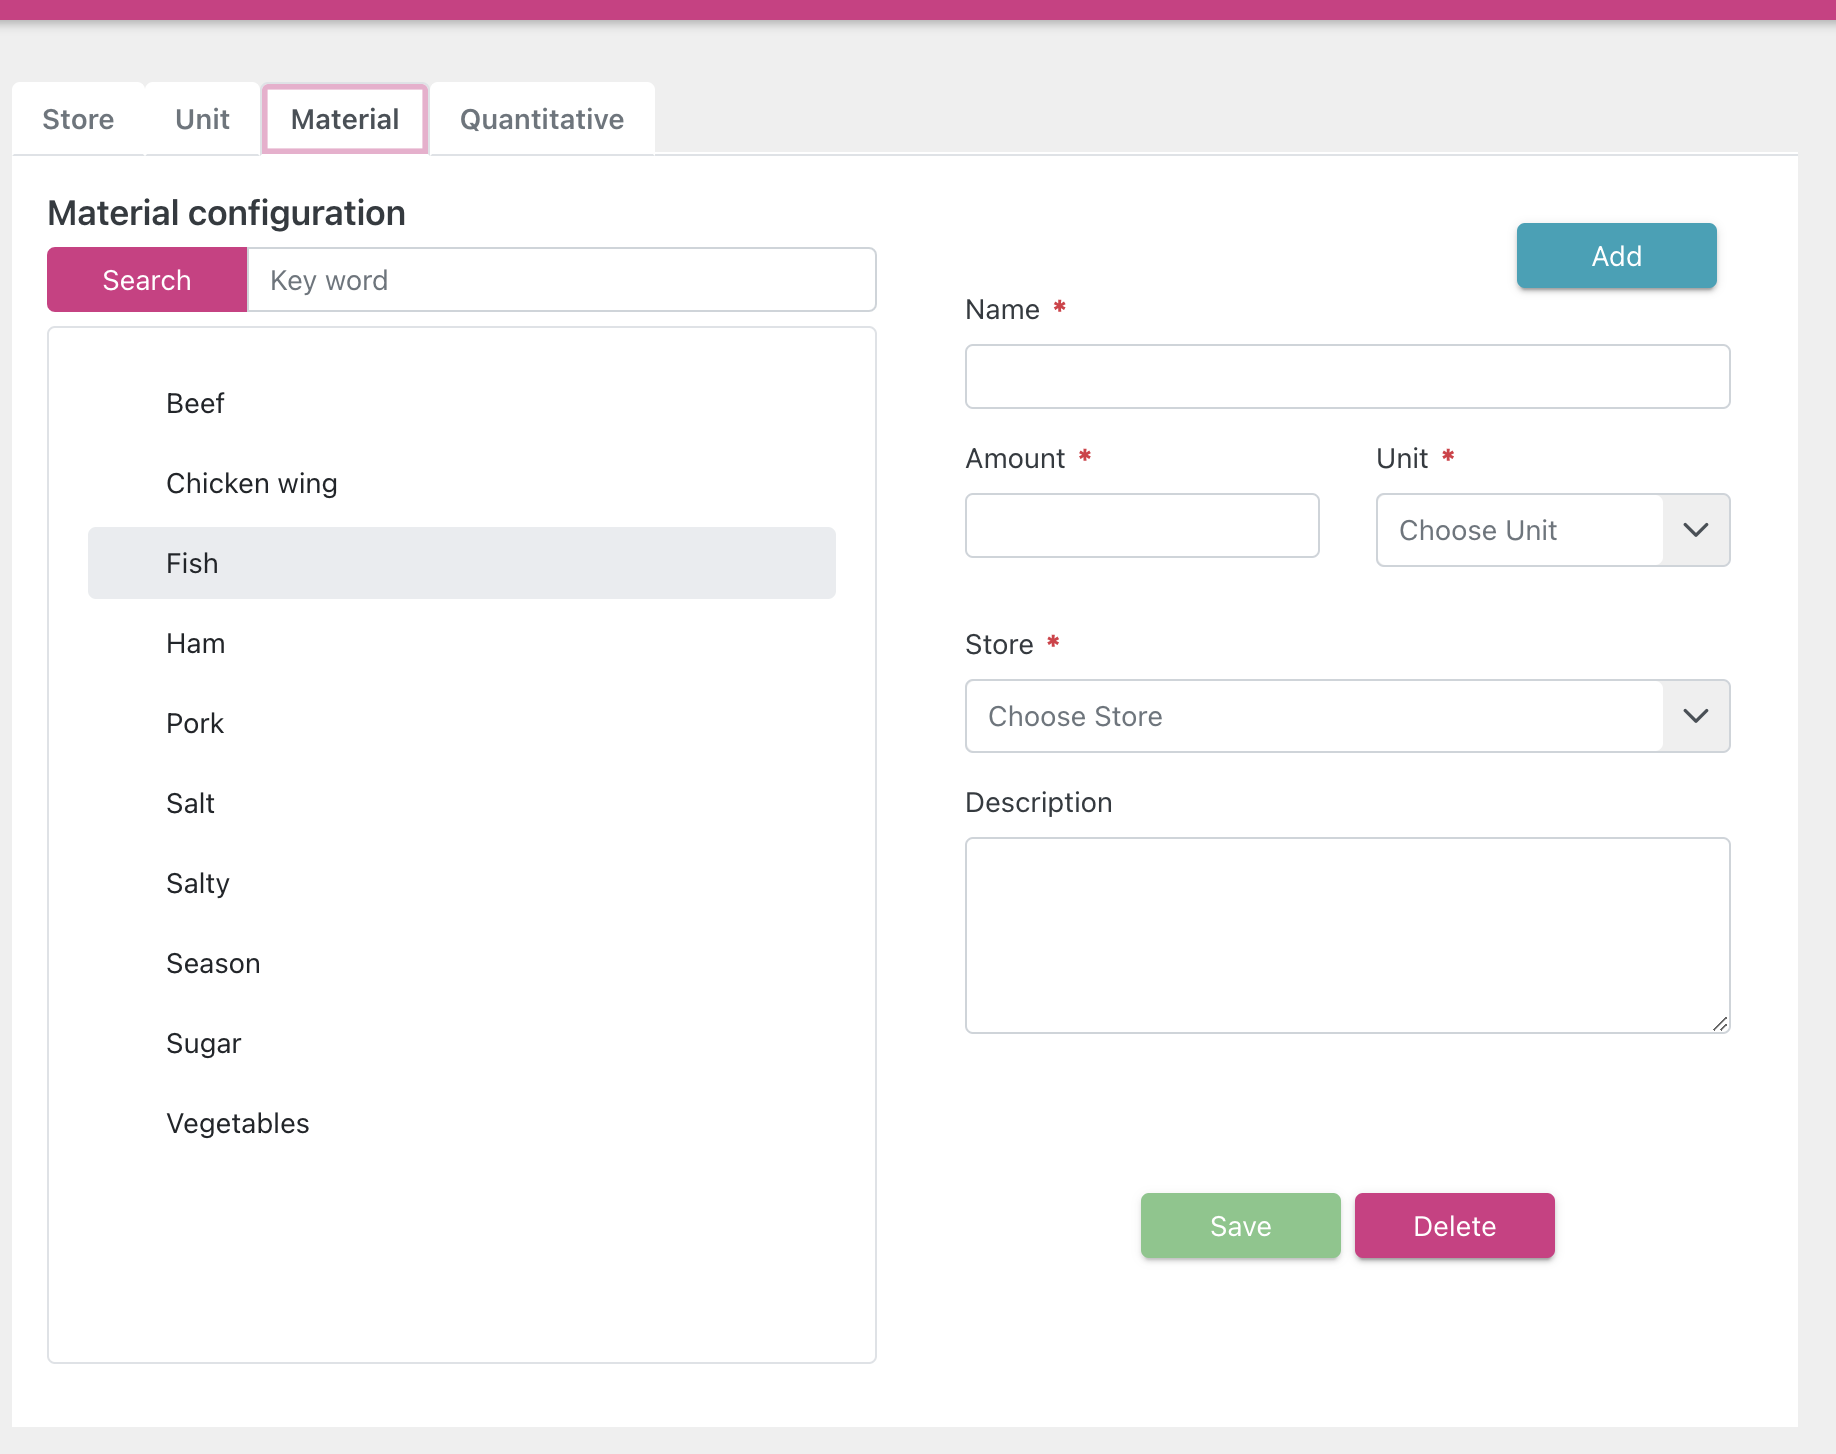 Store
Unit
Material
Quantitative
Material configuration
Search
Key word
Beef
Chicken wing
Fish
Ham
Pork
Salt
Salty
Season
Sugar
Vegetables
Add
Name *
Amount *
Unit *
Choose Unit
Store *
Choose Store
Description
Save
Delete